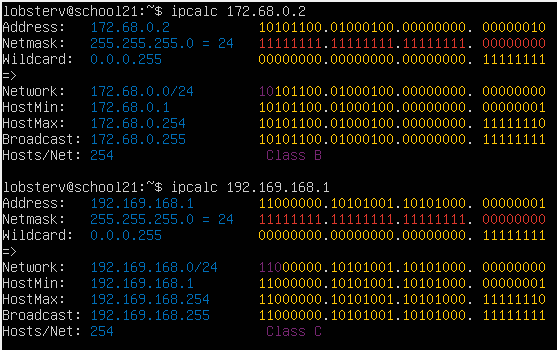 lobsterv@school21:~$ ipcalc 172.68.0.2
Address:   172.68.0.2           10101100.01000100.00000000. 00000010
Netmask:   255.255.255.0 = 24   11111111.11111111.11111111. 00000000
Wildcard:  0.0.0.255            00000000.00000000.00000000. 11111111
=>
Network:   172.68.0.0/24        10101100.01000100.00000000. 00000000
HostMin:   172.68.0.1           10101100.01000100.00000000. 00000001
HostMax:   172.68.0.254         10101100.01000100.00000000. 11111110
Broadcast: 172.68.0.255         10101100.01000100.00000000. 11111111
Hosts/Net: 254                   Class B
lobsterv@school21:~$ ipcalc 192.169.168.1
Address:   192.169.168.1        11000000.10101001.10101000. 00000001
Netmask:   255.255.255.0 = 24   11111111.11111111.11111111. 00000000
Wildcard:  0.0.0.255            00000000.00000000.00000000. 11111111
=>
Network:   192.169.168.0/24     11000000.10101001.10101000. 00000000
HostMin:   192.169.168.1        11000000.10101001.10101000. 00000001
HostMax:   192.169.168.254      11000000.10101001.10101000. 11111110
Broadcast: 192.169.168.255      11000000.10101001.10101000. 11111111
Hosts/Net: 254                   Class C